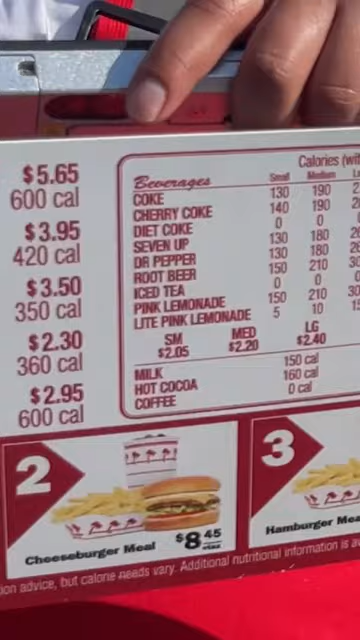 $5.65
600 cal
$3.95
420 cal
$3.50
350 cal
$2.30
360 cal
$2.95
600 cal
Calories
Beverages Small Medium
COKE 130 190
CHERRY COKE 140 190
DIET COKE 0 0
SEVEN UP 130 180
DR PEPPER 130 180
ROOT BEER 150 210
ICED TEA 0 0
PINK LEMONADE 150 210
LITE PINK LEMONADE 5 10
SM MED LG
$2.05 $2.20 $2.40
MILK 150 cal
HOT COCOA 160 cal
COFFEE 0 cal
2
Cheeseburger Meal $8.45
3
Hamburger
advice, but calorie needs vary. Additional nutritional information is